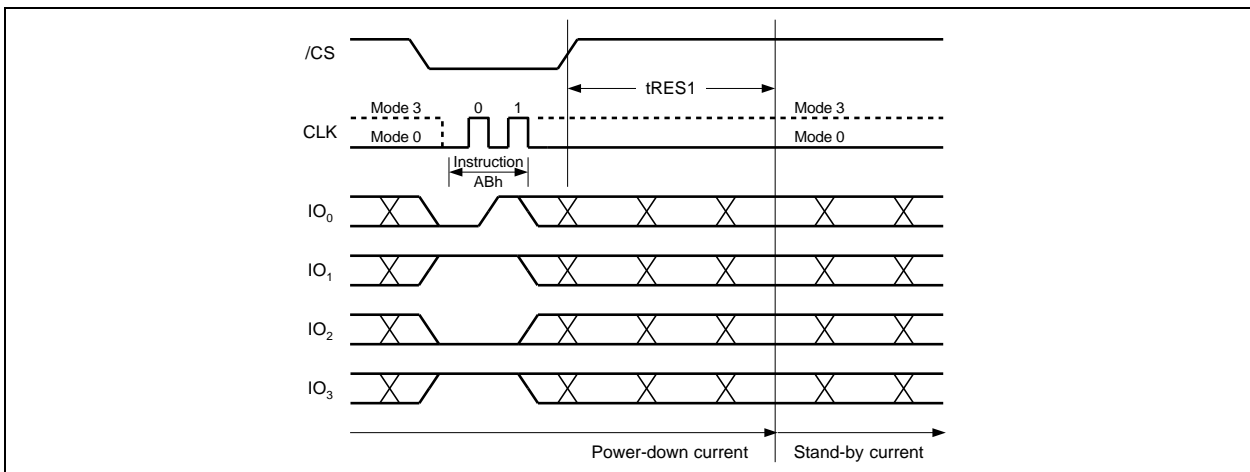 /CS
tRES1
Mode 3 0 1 Mode 3
CLK
Mode 0 Mode 0
Instruction
ABh
IO₀
IO₁
IO₂
IO₃
Power-down current Stand-by current